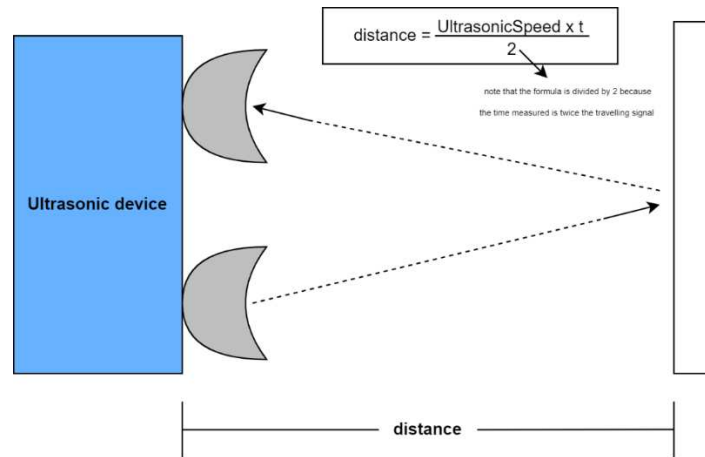 distance = UltrasonicSpeed x t
2
note that the formula is divided by 2 because
the time measured is twice the travelling signal
Ultrasonic device
distance